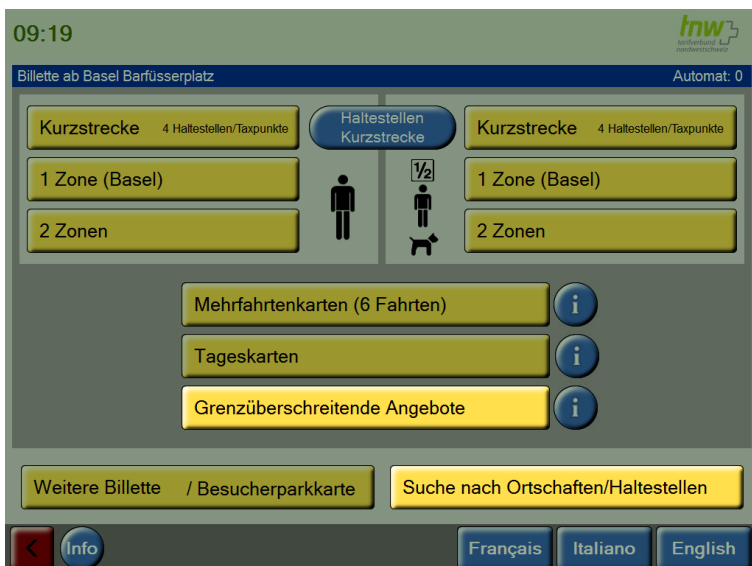 09:19
tnw
tarifverbund
nordwestschweiz
Billette ab Basel Barfüsserplatz Automat: 0
Kurzstrecke 4 Haltestellen/Taxpunkte
Haltestellen
Kurzstrecke
Kurzstrecke 4 Haltestellen/Taxpunkte
1 Zone (Basel)
1/2
1 Zone (Basel)
2 Zonen
2 Zonen
Mehrfahrtenkarten (6 Fahrten) i
Tageskarten i
Grenzüberschreitende Angebote i
Weitere Billette / Besucherparkkarte
Suche nach Ortschaften/Haltestellen
< Info Français Italiano English